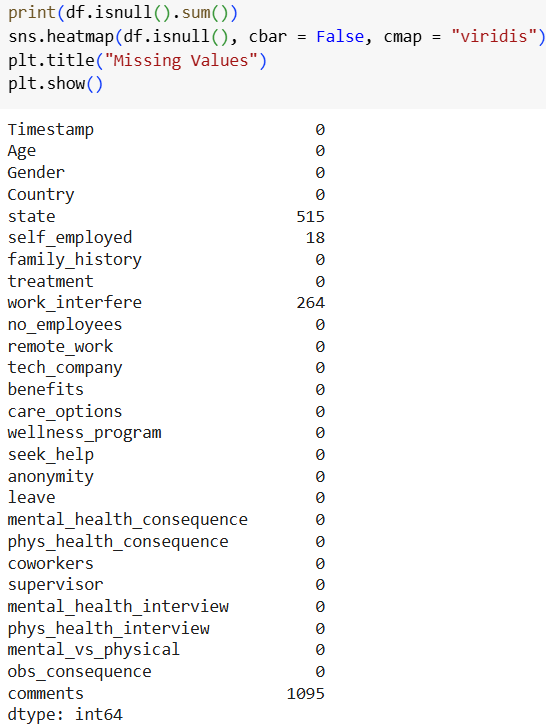 print(df.isnull().sum())
sns.heatmap(df.isnull(), cbar = False, cmap = "viridis")
plt.title("Missing Values")
plt.show()
Timestamp 0
Age 0
Gender 0
Country 0
state 515
self_employed 18
family_history 0
treatment 0
work_interfere 264
no_employees 0
remote_work 0
tech_company 0
benefits 0
care_options 0
wellness_program 0
seek_help 0
anonymity 0
leave 0
mental_health_consequence 0
phys_health_consequence 0
coworkers 0
supervisor 0
mental_health_interview 0
phys_health_interview 0
mental_vs_physical 0
obs_consequence 0
comments 1095
dtype: int64